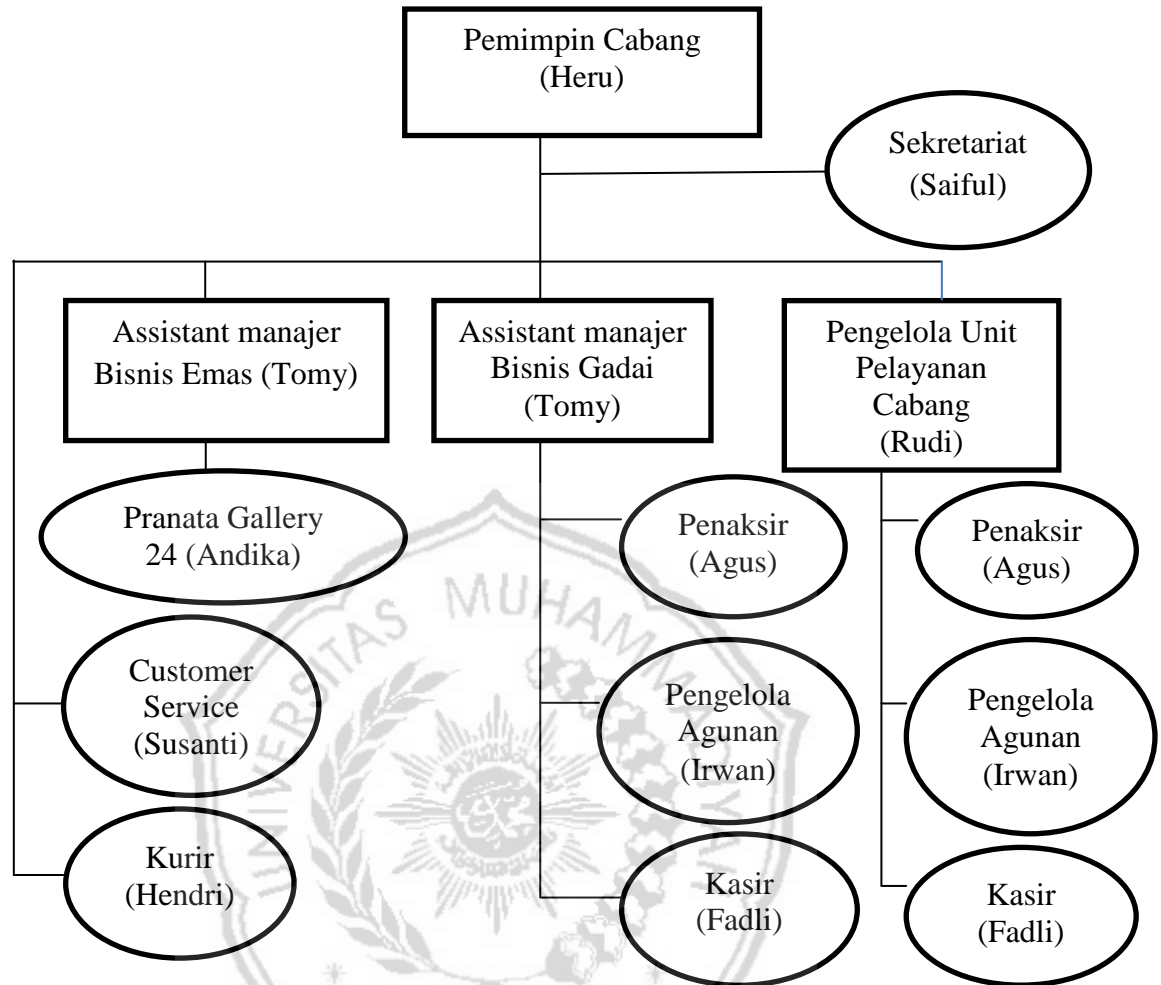 Pemimpin Cabang
(Heru)
Sekretariat
(Saiful)
Assistant manajer
Bisnis Emas (Tomy)
Assistant manajer
Bisnis Gadai
(Tomy)
Pengelola Unit
Pelayanan
Cabang
(Rudi)
Pranata Gallery
24 (Andika)
Penaksir
(Agus)
Penaksir
(Agus)
Customer
Service
(Susanti)
Pengelola
Agunan
(Irwan)
Pengelola
Agunan
(Irwan)
Kurir
(Hendri)
Kasir
(Fadli)
Kasir
(Fadli)
UNIVERSITAS MUHAMMADIYAH